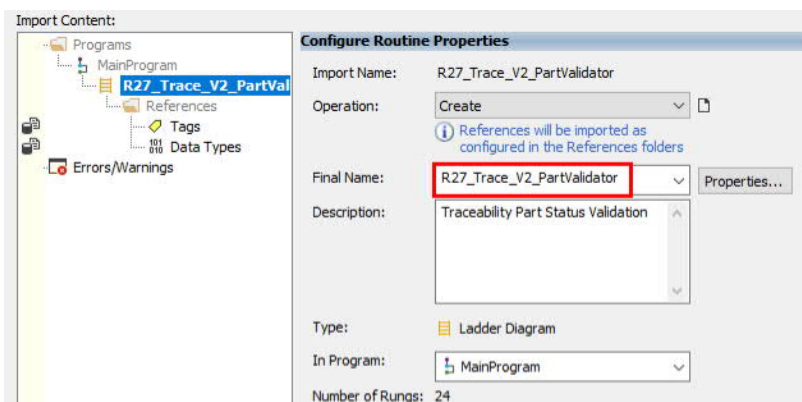 Import Content:
Programs
MainProgram
R27_Trace_V2_PartVal
References
Tags
Data Types
Errors/Warnings
Configure Routine Properties
Import Name: R27_Trace_V2_PartValidator
Operation: Create
References will be imported as
configured in the References folders
Final Name: R27_Trace_V2_PartValidator Properties...
Description: Traceability Part Status Validation
Type: Ladder Diagram
In Program: MainProgram
Number of Rungs: 24